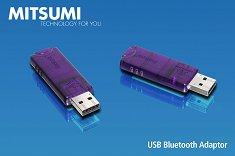 MITSUMI
TECHNOLOGY FOR YOU
USB Bluetooth Adaptor